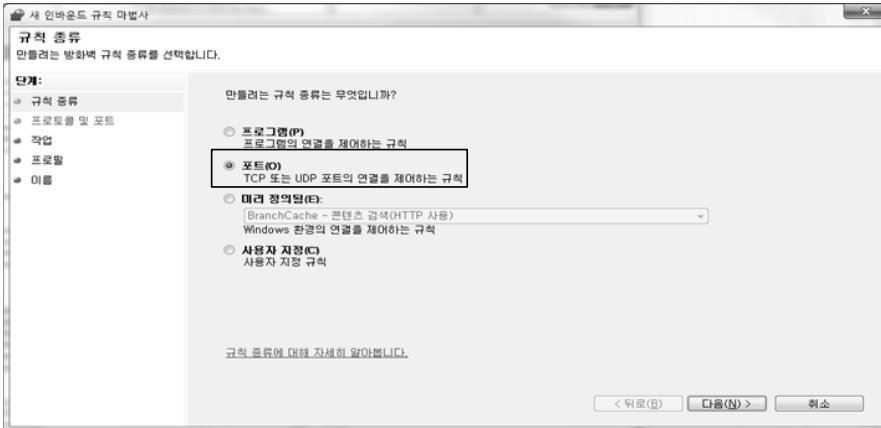 새 인바운드 규칙 마법사
규칙 종류
만들려는 방화벽 규칙 종류를 선택합니다.
단계:
규칙 종류
프로토콜 및 포트
작업
프로필
이름
만들려는 규칙 종류는 무엇입니까?
프로그램(P)
프로그램의 연결을 제어하는 규칙
포트(O)
TCP 또는 UDP 포트의 연결을 제어하는 규칙
미리 정의됨(E):
BranchCache - 콘텐츠 검색(HTTP 사용)
Windows 환경의 연결을 제어하는 규칙
사용자 지정(C)
사용자 지정 규칙
규칙 종류에 대해 자세히 알아봅니다.
< 뒤로(B) 다음(N) > 취소